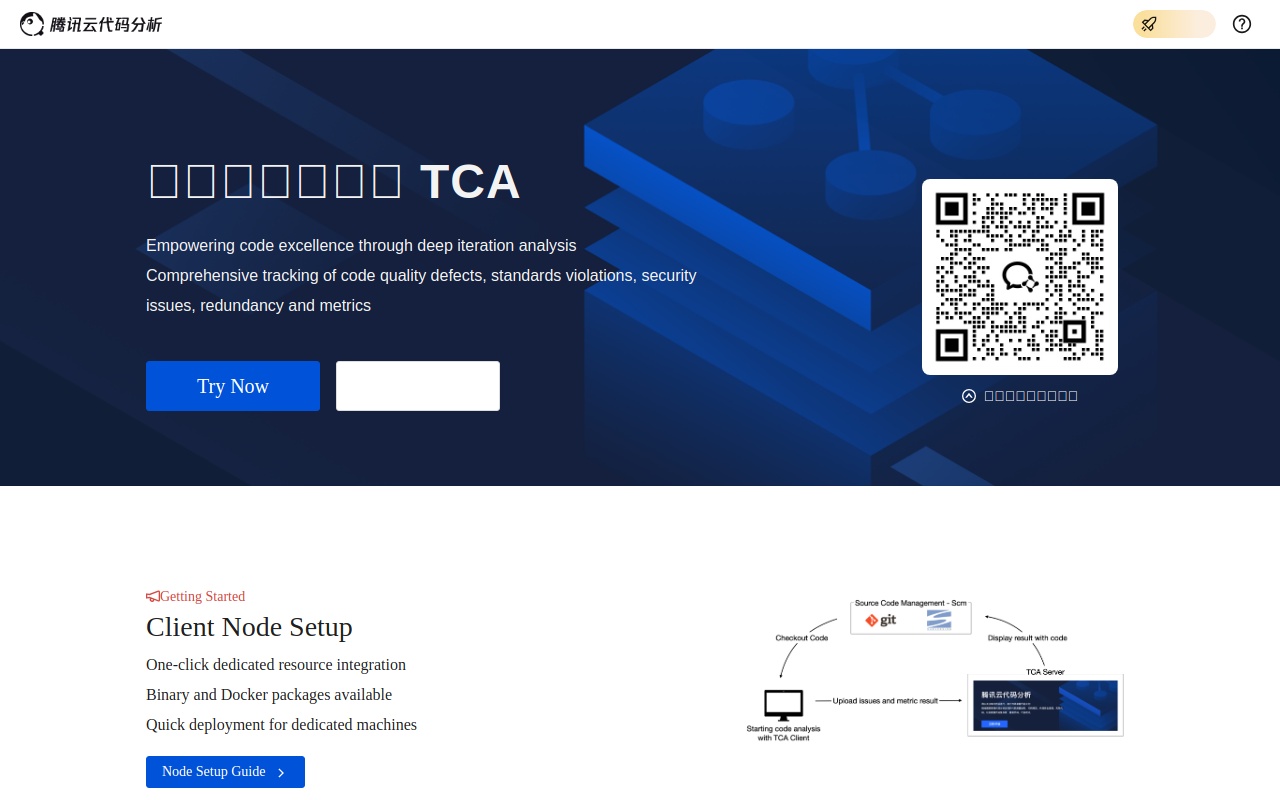 腾讯云代码分析
TCA
Empowering code excellence through deep iteration analysis
Comprehensive tracking of code quality defects, standards violations, security
issues, redundancy and metrics
Try Now
Getting Started
Client Node Setup
One-click dedicated resource integration
Binary and Docker packages available
Quick deployment for dedicated machines
Node Setup Guide
Source Code Management - Scm
git
Checkout Code
Display result with code
TCA Server
腾讯云代码分析
Upload issues and metric result
Starting code analysis
with TCA Client